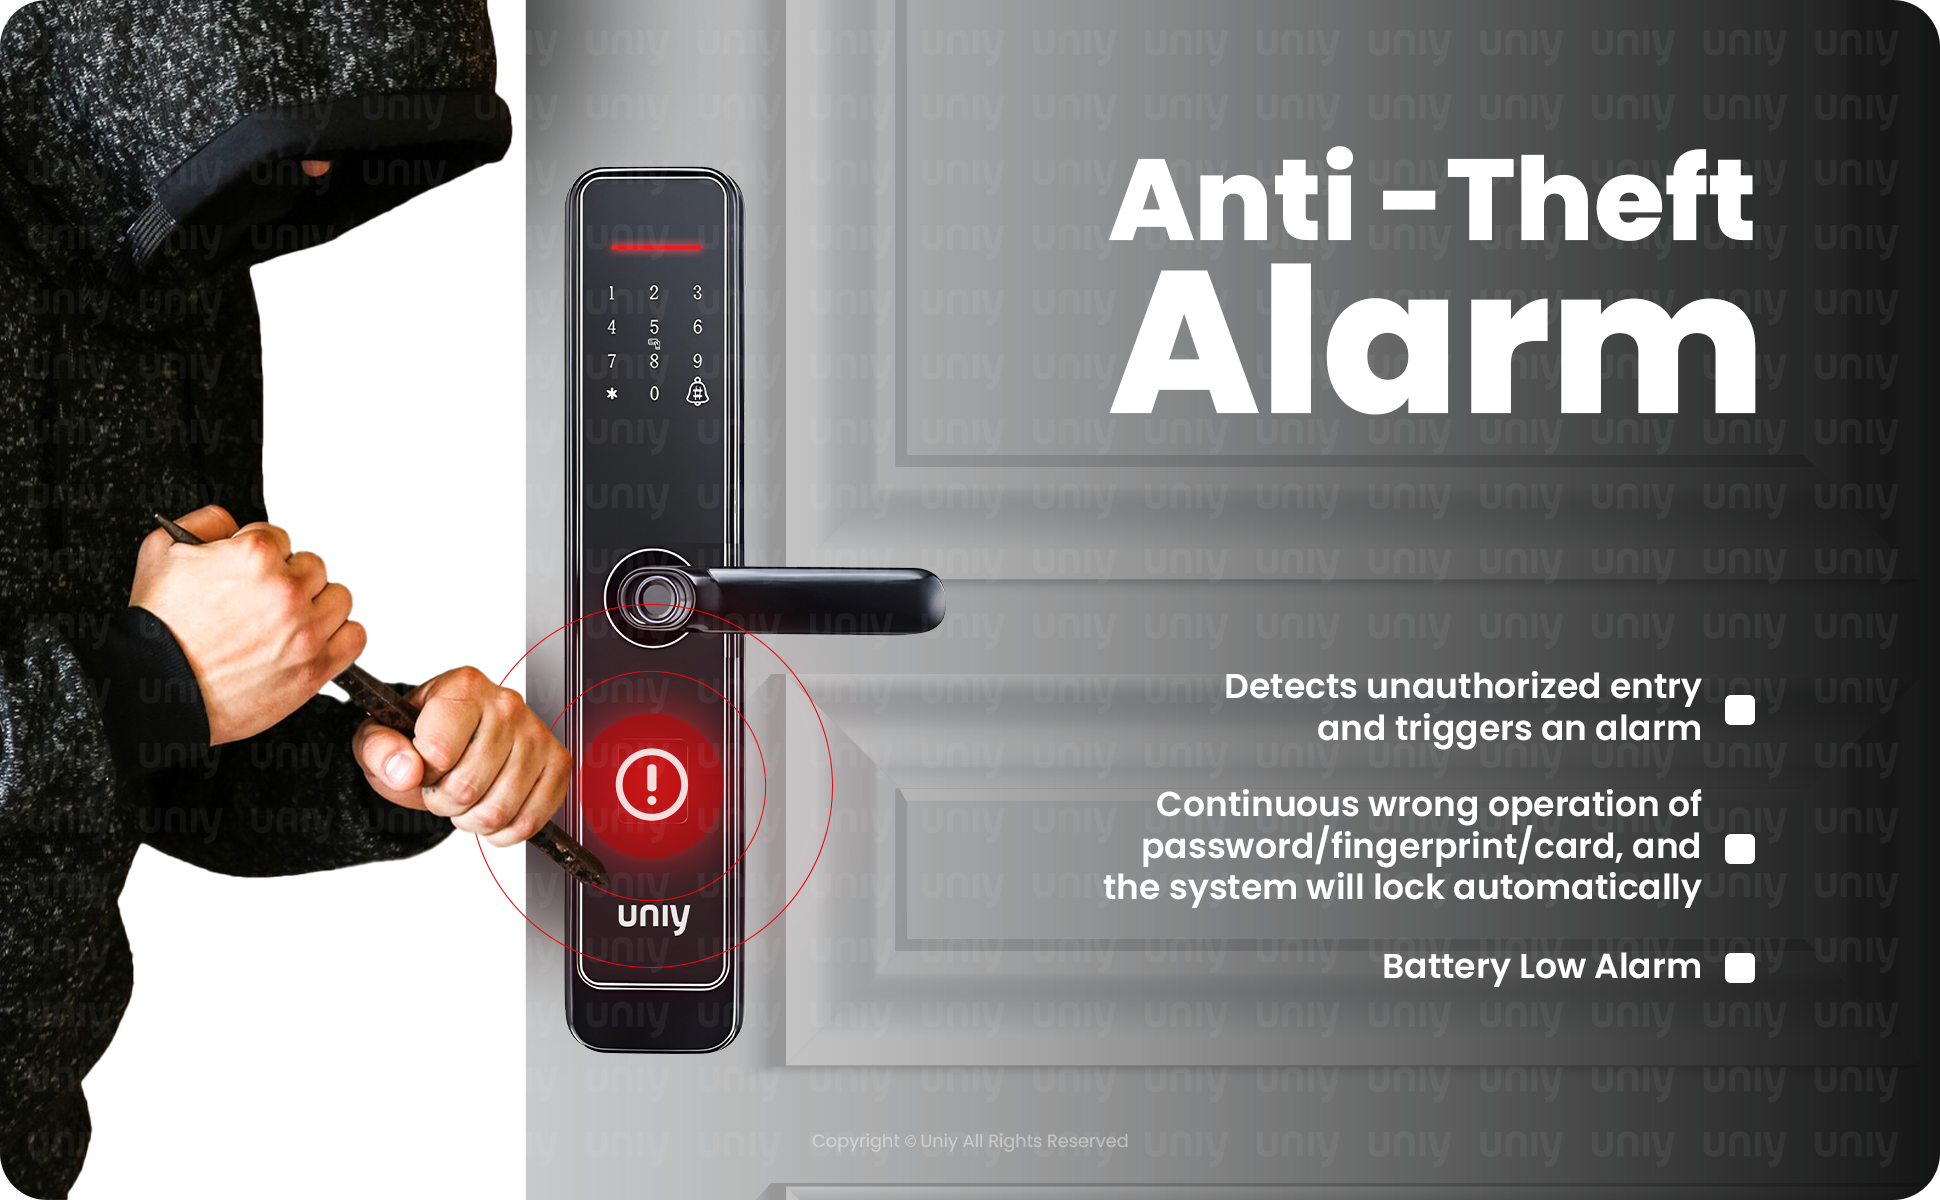 Anti -Theft
Alarm
1 2 3
4 5 6
7 8 9
* 0 #
Detects unauthorized entry
and triggers an alarm
Continuous wrong operation of
password/fingerprint/card, and
the system will lock automatically
Battery Low Alarm
uniy
Copyright © Uniy All Rights Reserved